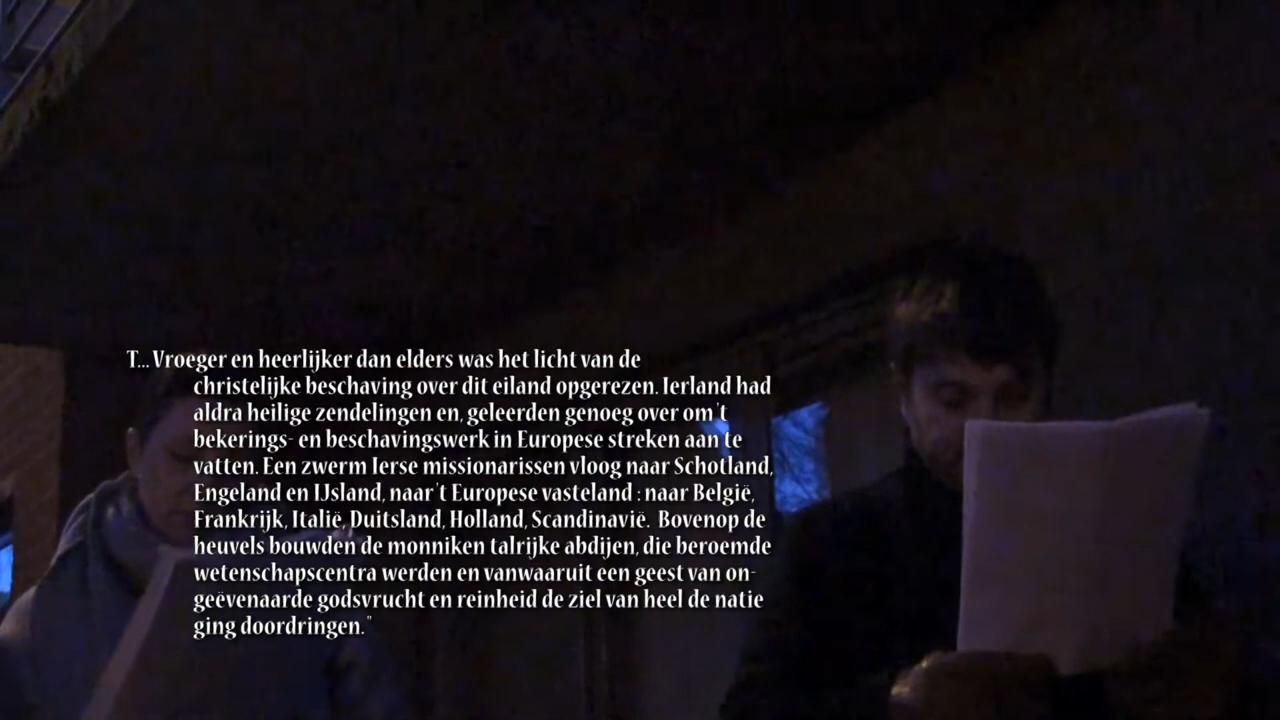 T... Vroeger en heerlijker dan elders was het licht van de
christelijke beschaving over dit eiland opgerezen. Ierland had
aldra heilige zendelingen en, geleerden genoeg over om 't
bekerings- en beschavingswerk in Europese streken aan te
vatten. Een zwerm Ierse missionarissen vloog naar Schotland,
Engeland en IJsland, naar 't Europese vasteland : naar België,
Frankrijk, Italië, Duitsland, Holland, Scandinavië. Bovenop de
heuvels bouwden de monniken talrijke abdijen, die beroemde
wetenschapscentra werden en vanwaaruit een geest van on-
geëvenaarde godsvrucht en reinheid de ziel van heel de natie
ging doordringen."